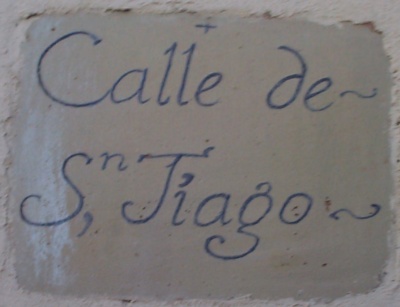 Calle de~
Sⁿ, Tiago~